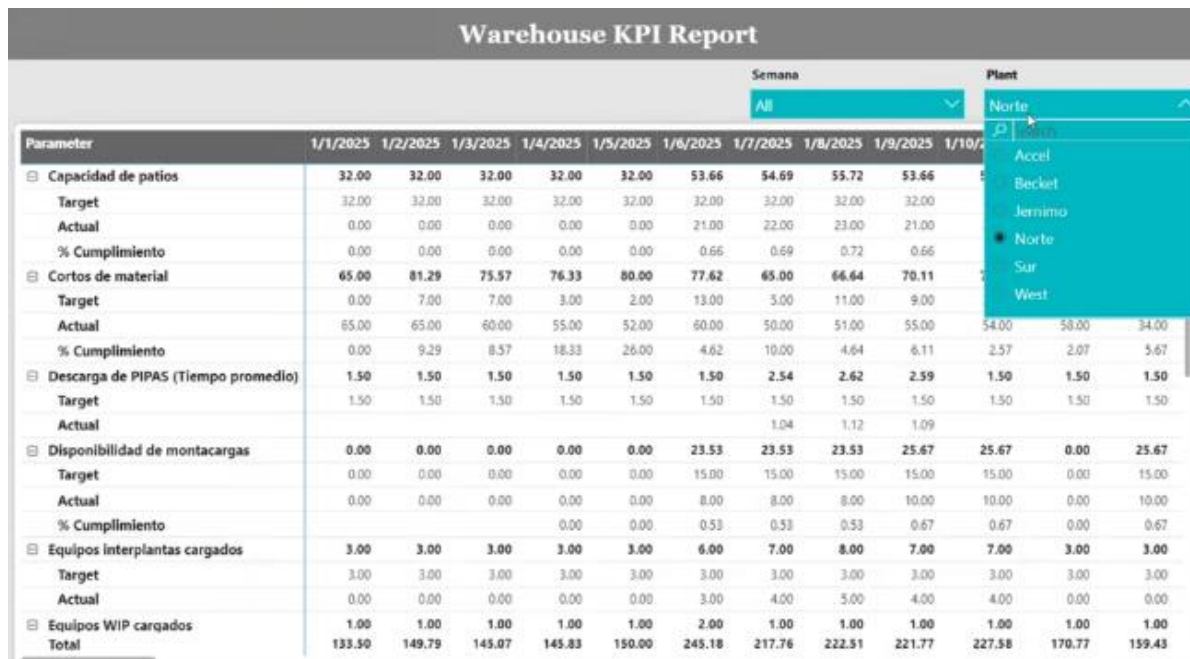 Warehouse KPI Report
Semana Plant
All Norte
Parameter 1/1/2025 1/2/2025 1/3/2025 1/4/2025 1/5/2025 1/6/2025 1/7/2025 1/8/2025 1/9/2025 1/10/2
Accel
Becket
Jernimo
Norte
Sur
West
Capacidad de patios 32.00 32.00 32.00 32.00 32.00 53.66 54.69 55.72 53.66
Target 32.00 32.00 32.00 32.00 32.00 32.00 32.00 32.00 32.00
Actual 0.00 0.00 0.00 0.00 0.00 21.00 22.00 23.00 21.00
% Cumplimiento 0.00 0.00 0.00 0.00 0.00 0.66 0.69 0.72 0.66
Cortos de material 65.00 81.29 75.57 76.33 80.00 77.62 65.00 66.64 70.11
Target 0.00 7.00 7.00 3.00 2.00 13.00 5.00 11.00 9.00
Actual 65.00 65.00 60.00 55.00 52.00 60.00 50.00 51.00 55.00 54.00 58.00 34.00
% Cumplimiento 0.00 9.29 8.57 18.33 26.00 4.62 10.00 4.64 6.11 2.57 2.07 5.67
Descarga de PIPAS (Tiempo promedio) 1.50 1.50 1.50 1.50 1.50 1.50 2.54 2.62 2.59 1.50 1.50 1.50
Target 1.50 1.50 1.50 1.50 1.50 1.50 1.50 1.50 1.50 1.50 1.50 1.50
Actual 1.04 1.12 1.09
Disponibilidad de montacargas 0.00 0.00 0.00 0.00 0.00 23.53 23.53 23.53 25.67 25.67 0.00 25.67
Target 0.00 0.00 0.00 0.00 0.00 15.00 15.00 15.00 15.00 15.00 0.00 15.00
Actual 0.00 0.00 0.00 0.00 0.00 8.00 8.00 8.00 10.00 10.00 0.00 10.00
% Cumplimiento 0.00 0.00 0.53 0.53 0.53 0.67 0.67 0.00 0.67
Equipos interplantas cargados 3.00 3.00 3.00 3.00 3.00 6.00 7.00 8.00 7.00 7.00 3.00 3.00
Target 3.00 3.00 3.00 3.00 3.00 3.00 3.00 3.00 3.00 3.00 3.00 3.00
Actual 0.00 0.00 0.00 0.00 0.00 3.00 4.00 5.00 4.00 4.00 0.00 0.00
Equipos WIP cargados 1.00 1.00 1.00 1.00 1.00 2.00 1.00 1.00 1.00 1.00 1.00 1.00
Total 133.50 149.79 145.07 145.83 150.00 245.18 217.76 222.51 221.77 227.58 170.77 159.43